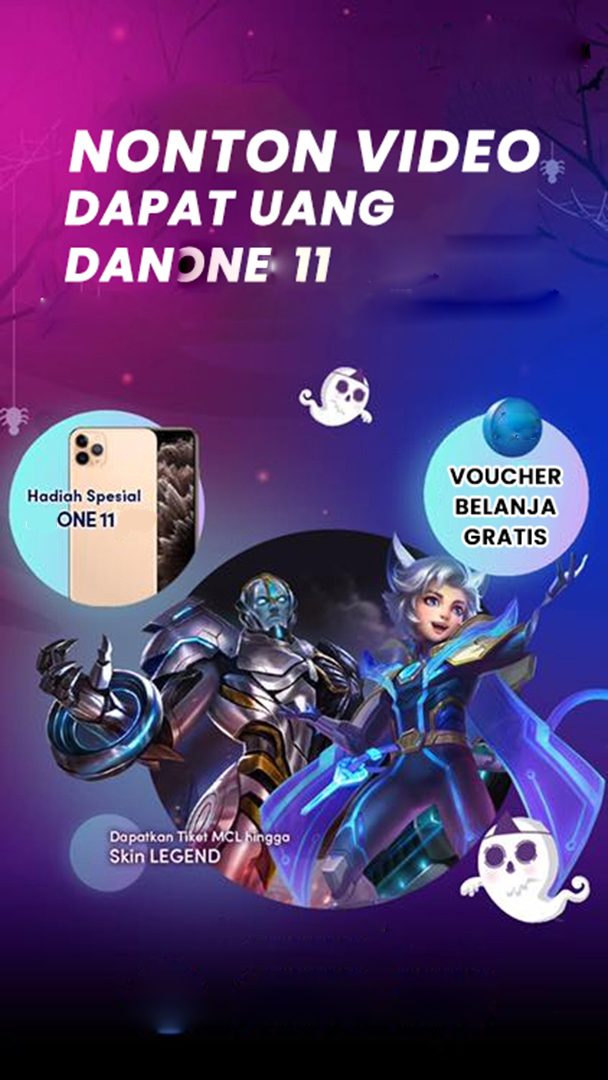 NONTON VIDEO
DAPAT UANG
DANONE 11
Hadiah Spesial
ONE 11
VOUCHER
BELANJA
GRATIS
Dapatkan Tiket MCL hingga
Skin LEGEND